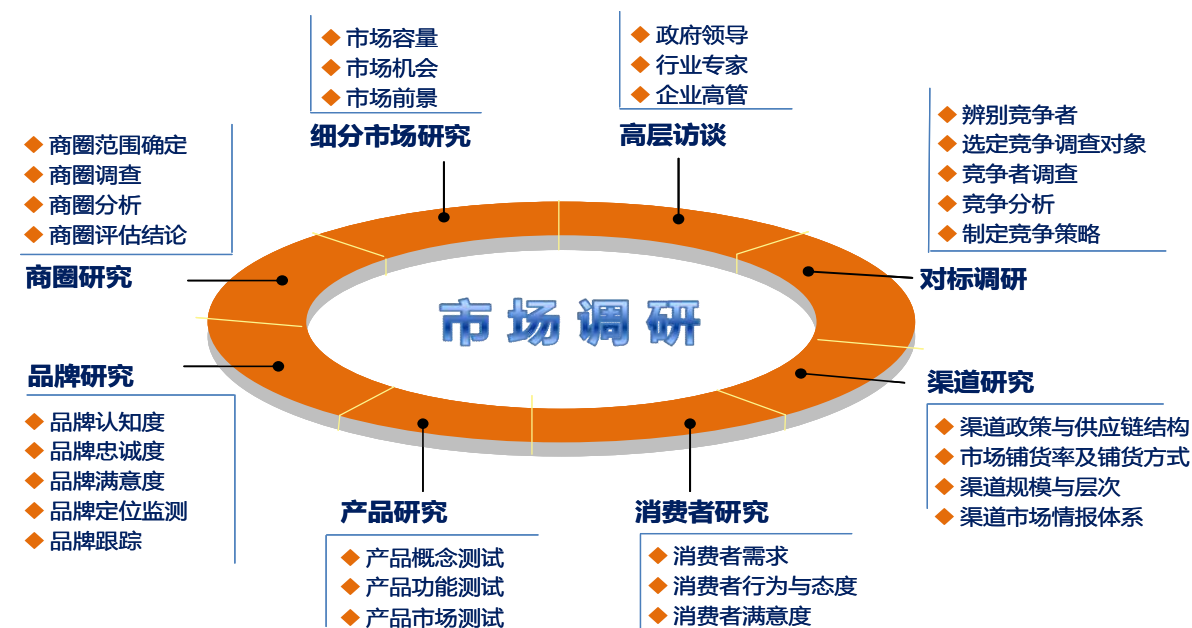 市场容量
市场机会
市场前景
细分市场研究
政府领导
行业专家
企业高管
高层访谈
辨别竞争者
选定竞争调查对象
竞争者调查
竞争分析
制定竞争策略
对标调研
商圈范围确定
商圈调查
商圈分析
商圈评估结论
商圈研究
市场调研
品牌研究
品牌认知度
品牌忠诚度
品牌满意度
品牌定位监测
品牌跟踪
渠道研究
渠道政策与供应链结构
市场铺货率及铺货方式
渠道规模与层次
渠道市场情报体系
产品研究
产品概念测试
产品功能测试
产品市场测试
消费者研究
消费者需求
消费者行为与态度
消费者满意度